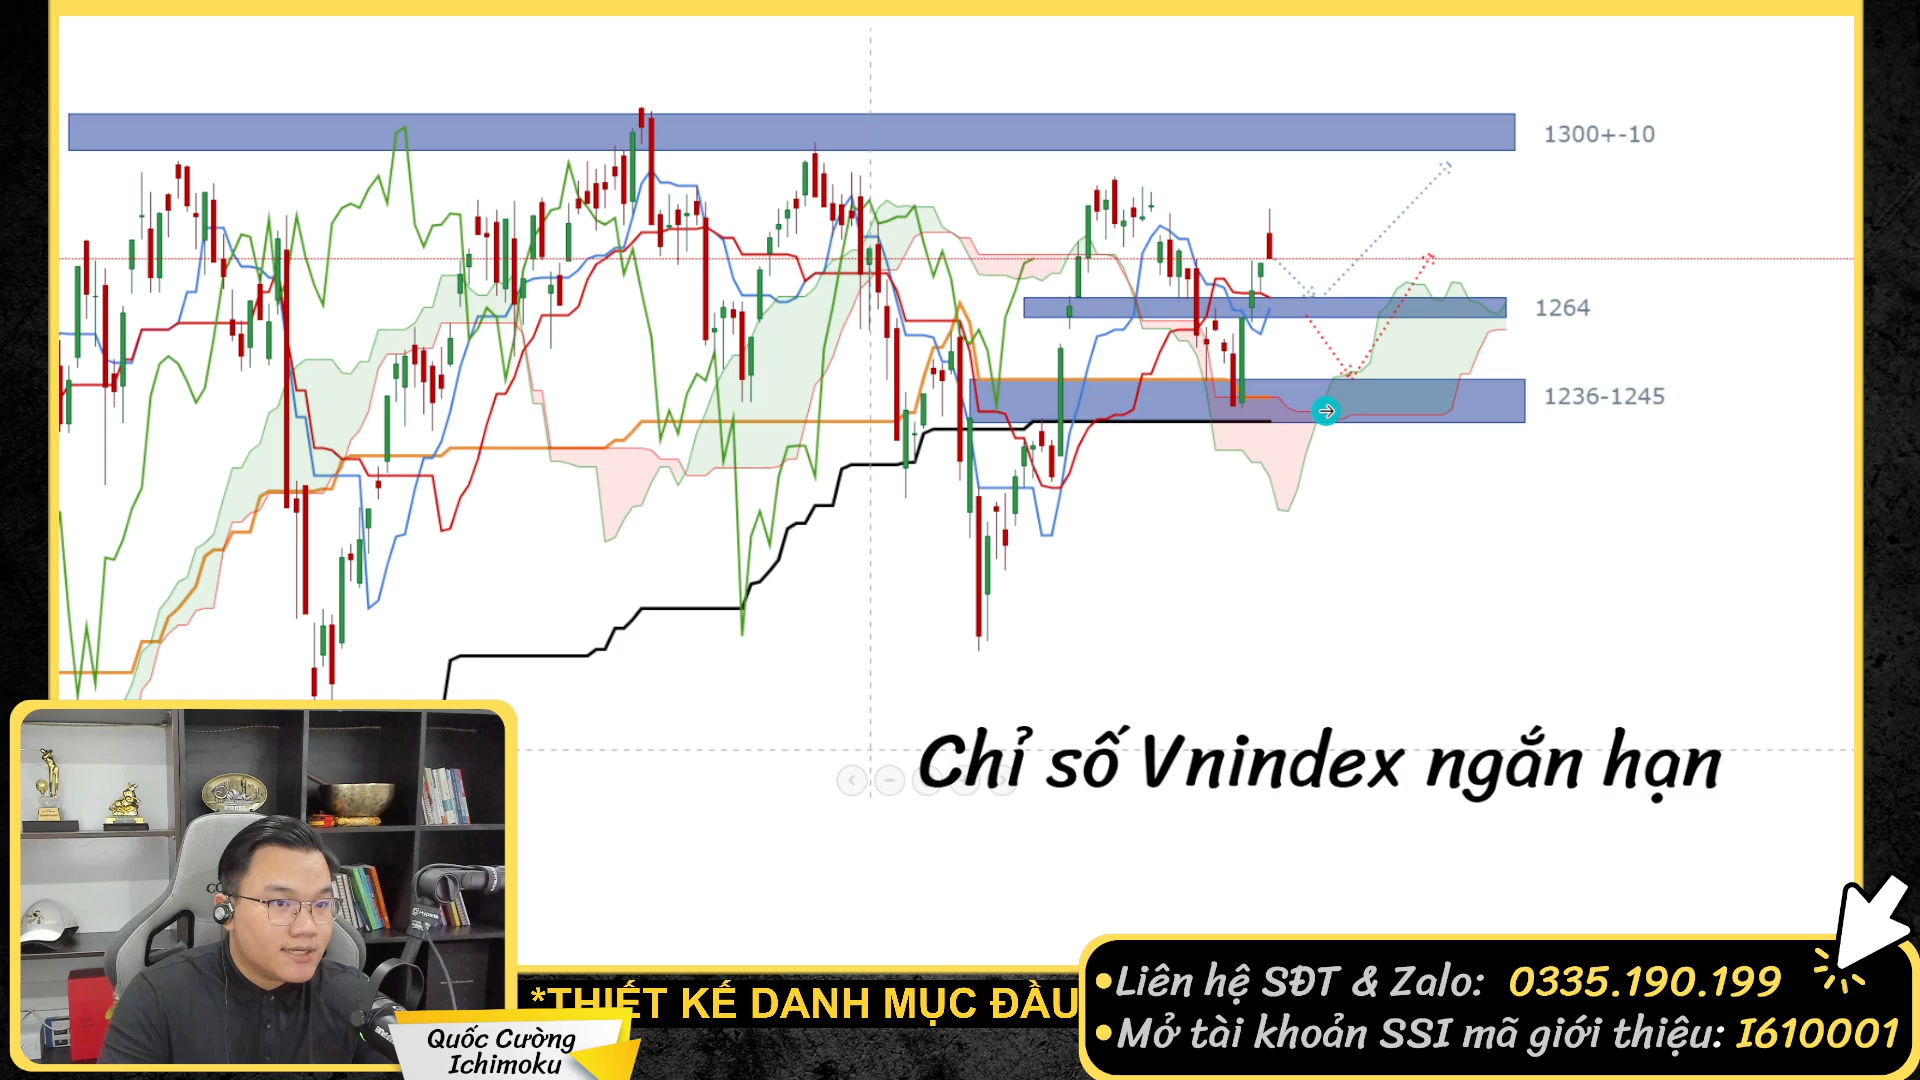 1300+-10
1264
1236-1245
Chỉ số Vnindex ngắn hạn
*THIẾT KẾ DANH MỤC ĐẦU
•Liên hệ SĐT & Zalo: 0335.190.199
•Mở tài khoản SSI mã giới thiệu: I610001
Quốc Cường
Ichimoku